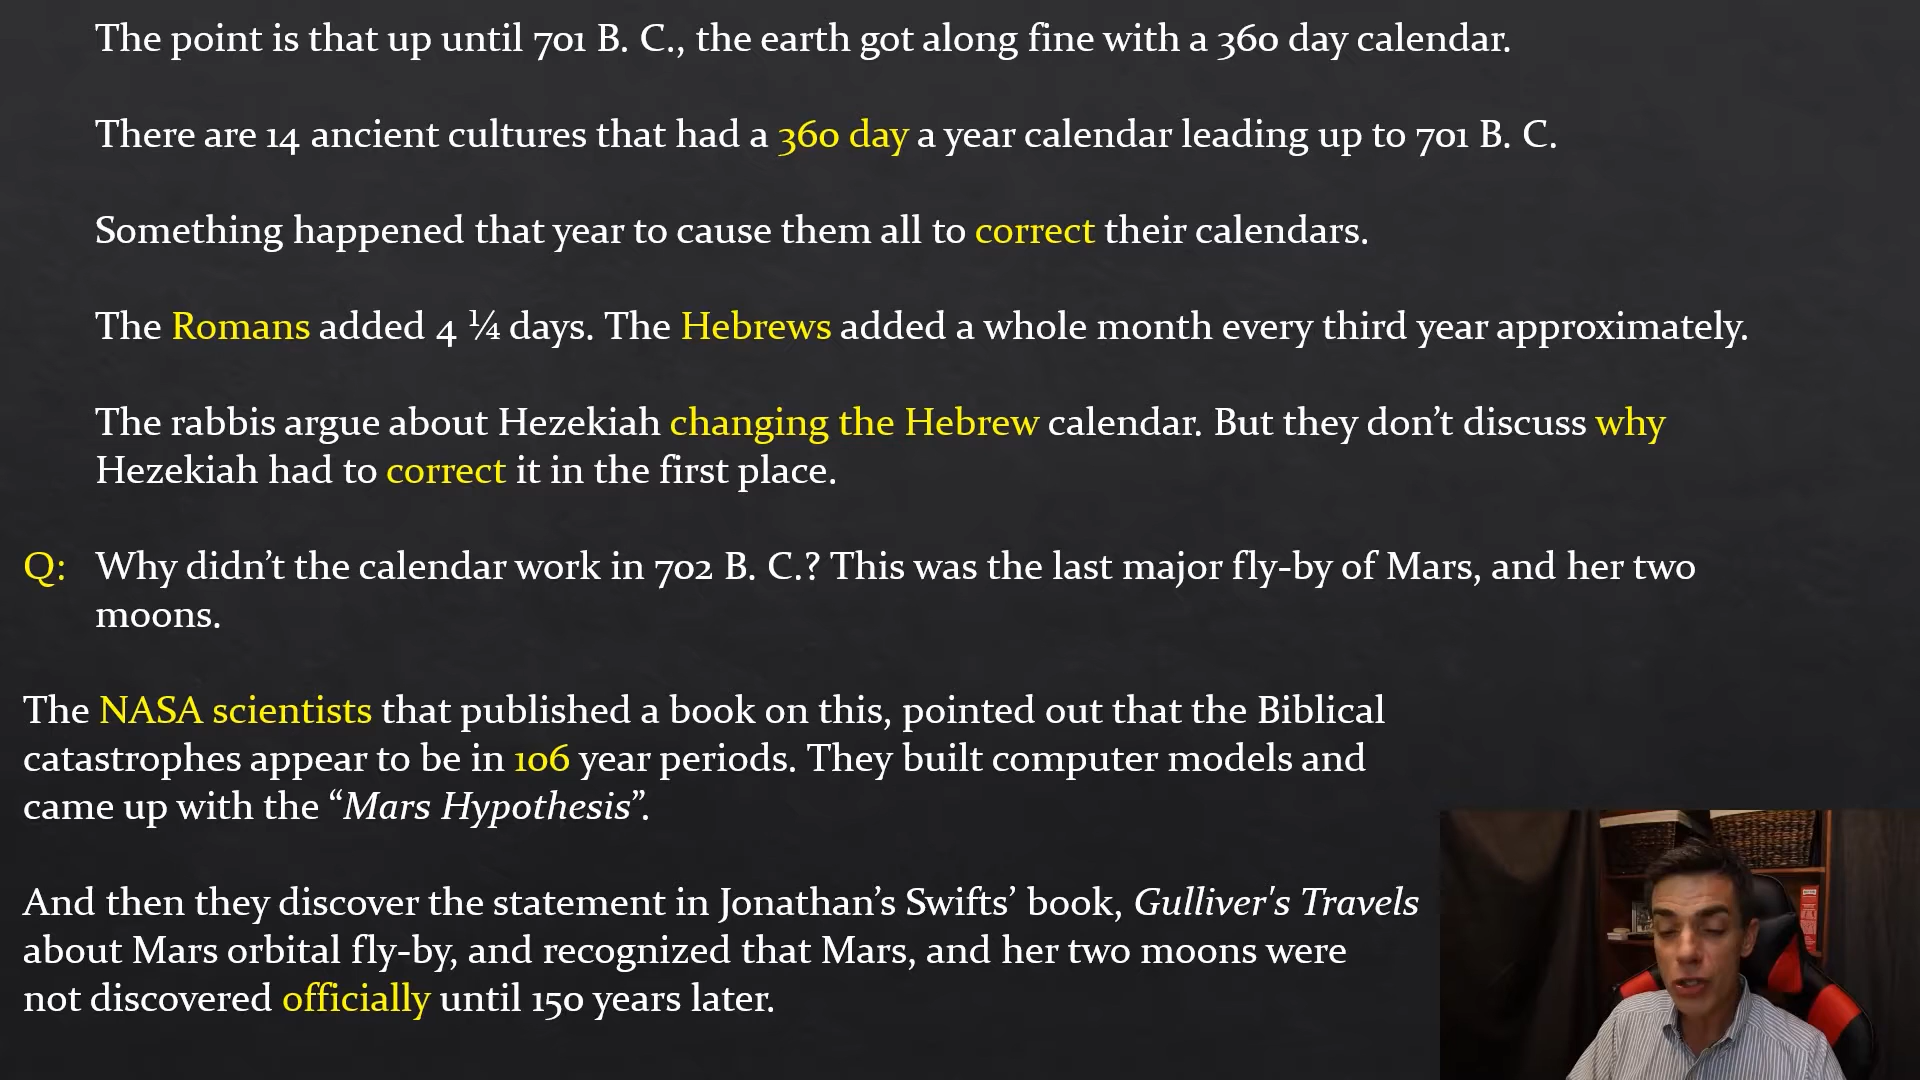 The point is that up until 701 B. C., the earth got along fine with a 360 day calendar.
There are 14 ancient cultures that had a 360 day a year calendar leading up to 701 B. C.
Something happened that year to cause them all to correct their calendars.
The Romans added 4 ¼ days. The Hebrews added a whole month every third year approximately.
The rabbis argue about Hezekiah changing the Hebrew calendar. But they don’t discuss why
Hezekiah had to correct it in the first place.
Q: Why didn’t the calendar work in 702 B. C.? This was the last major fly-by of Mars, and her two
moons.
The NASA scientists that published a book on this, pointed out that the Biblical
catastrophes appear to be in 106 year periods. They built computer models and
came up with the “Mars Hypothesis”.
And then they discover the statement in Jonathan’s Swifts’ book, Gulliver's Travels
about Mars orbital fly-by, and recognized that Mars, and her two moons were
not discovered officially until 150 years later.